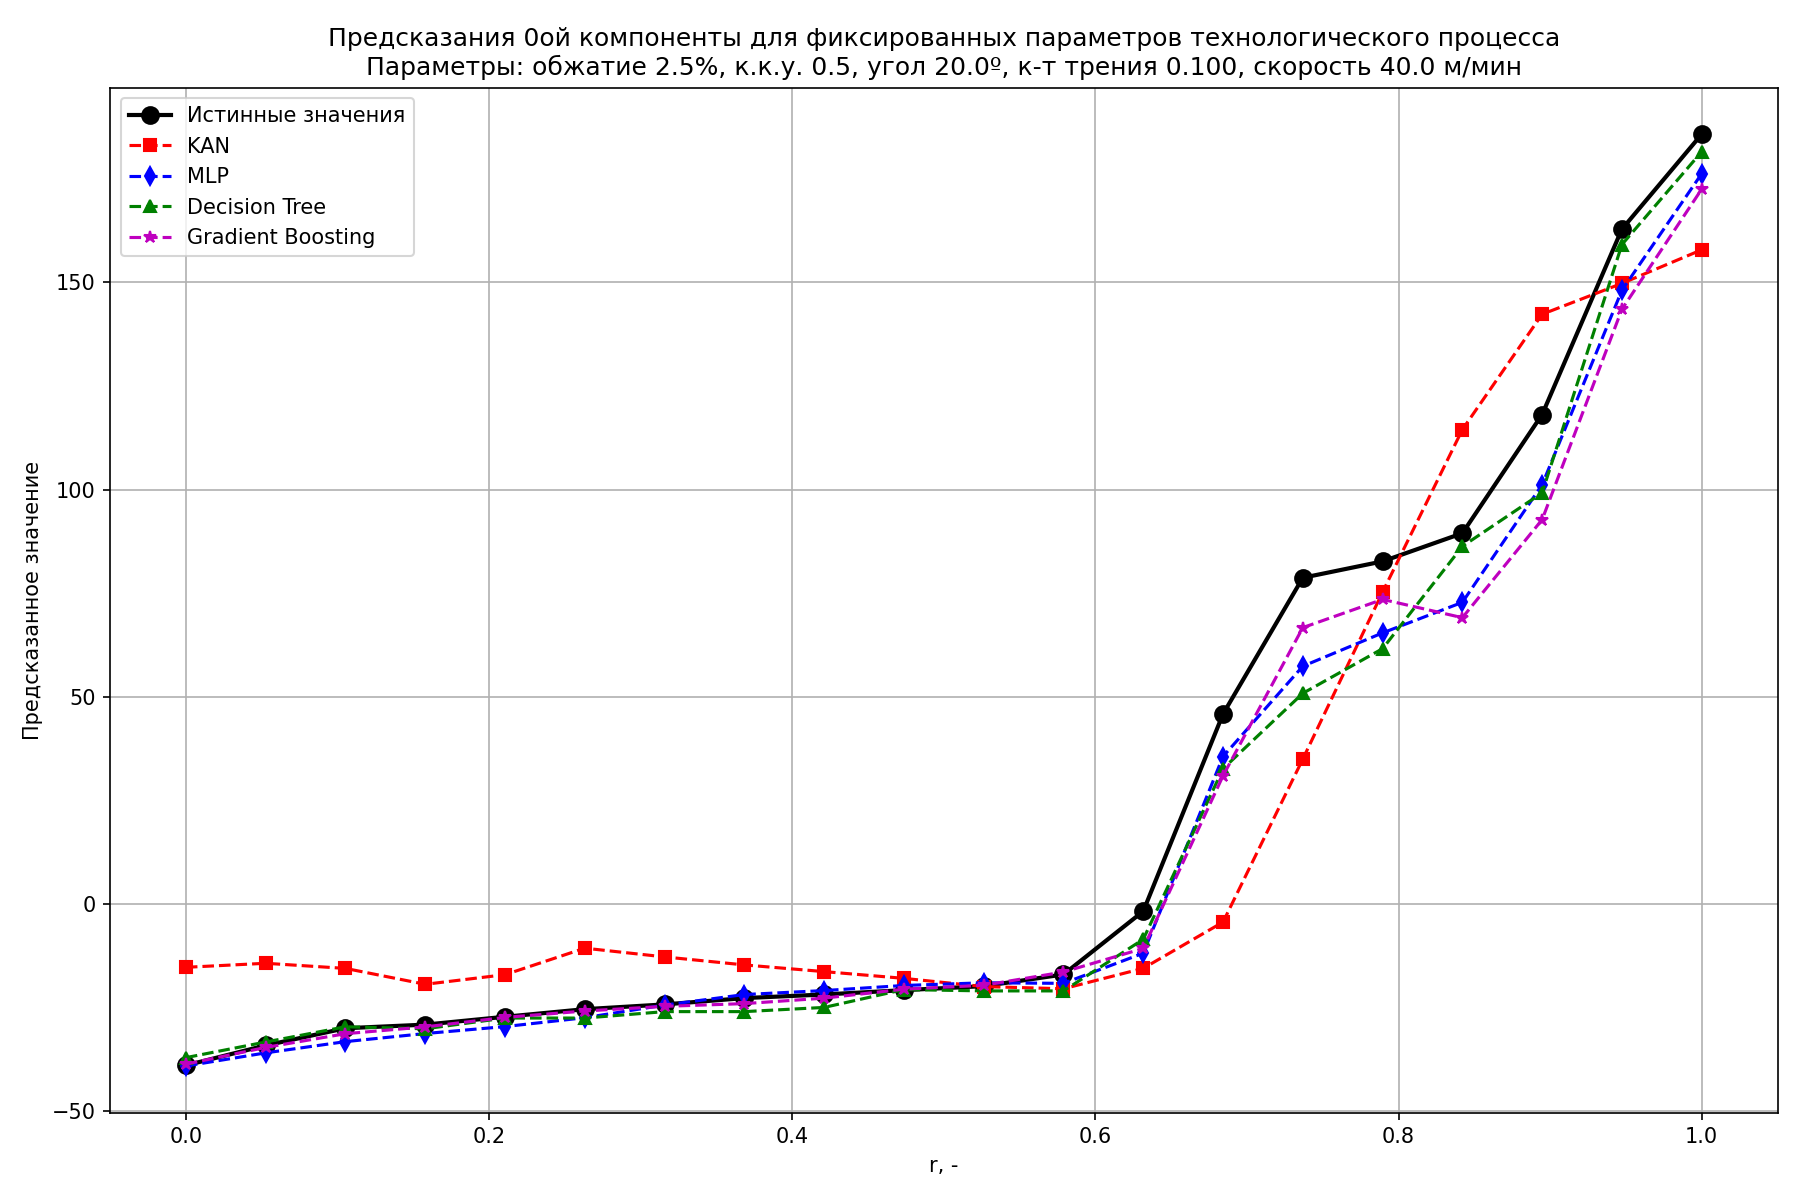 Предсказания 0ой компоненты для фиксированных параметров технологического процесса
Параметры: обжатие 2.5%, к.к.у. 0.5, угол 20.0º, к-т трения 0.100, скорость 40.0 м/мин
Истинные значения
KAN
MLP
Decision Tree
Gradient Boosting
Предсказанное значение
150
100
50
0
−50
0.0
0.2
0.4
0.6
0.8
1.0
r, -